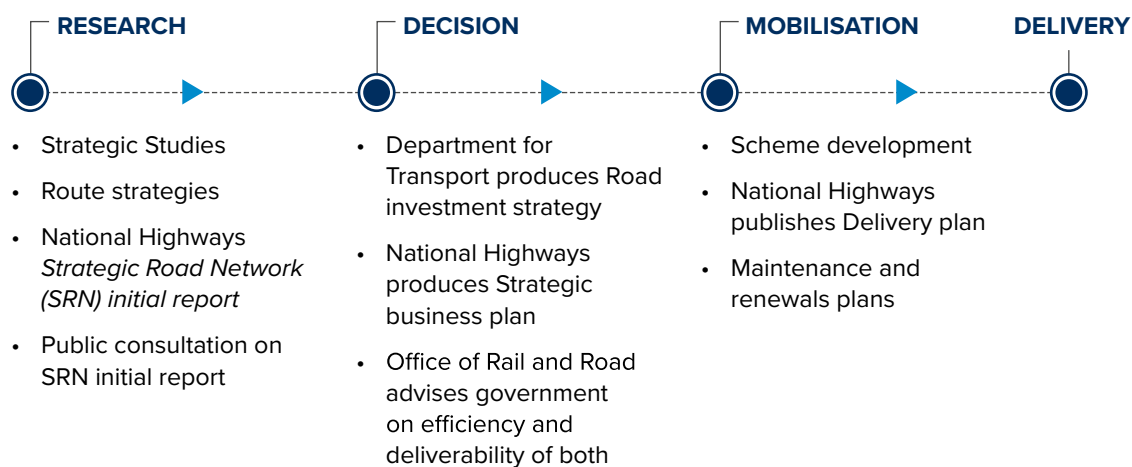 RESEARCH
DECISION
MOBILISATION
DELIVERY
• Strategic Studies
• Route strategies
• National Highways
Strategic Road Network
(SRN) initial report
• Public consultation on
SRN initial report
• Department for
Transport produces Road
investment strategy
• National Highways
produces Strategic
business plan
• Office of Rail and Road
advises government
on efficiency and
deliverability of both
• Scheme development
• National Highways
publishes Delivery plan
• Maintenance and
renewals plans